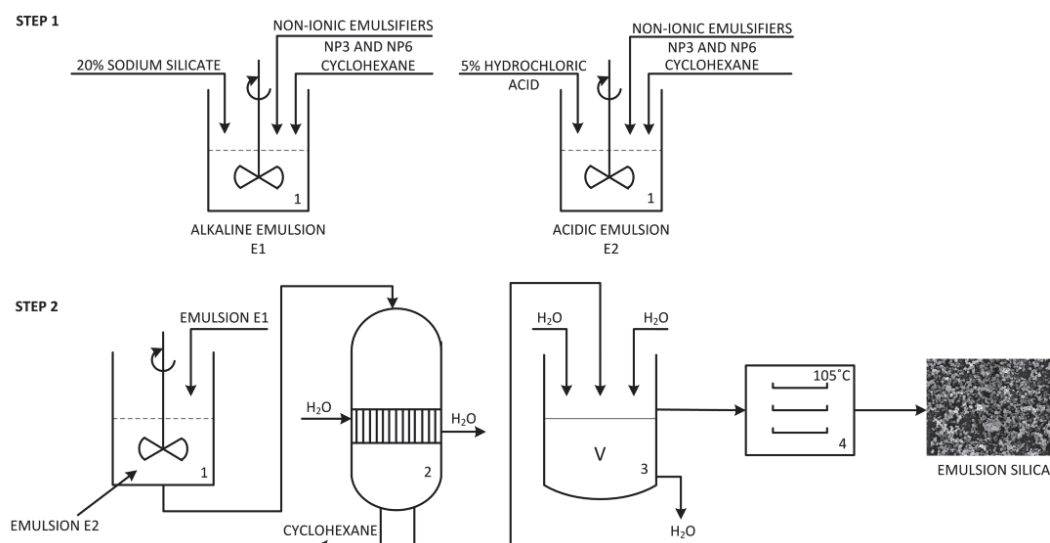 STEP 1
NON-IONIC EMULSIFIERS
NP3 AND NP6
20% SODIUM SILICATE
CYCLOHEXANE
1
ALKALINE EMULSION
E1
NON-IONIC EMULSIFIERS
NP3 AND NP6
5% HYDROCHLORIC
CYCLOHEXANE
ACID
1
ACIDIC EMULSION
E2
STEP 2
EMULSION E1
1
EMULSION E2
H₂O
H₂O
2
CYCLOHEXANE
H₂O
H₂O
V
3
H₂O
105˚C
4
EMULSION SILICA